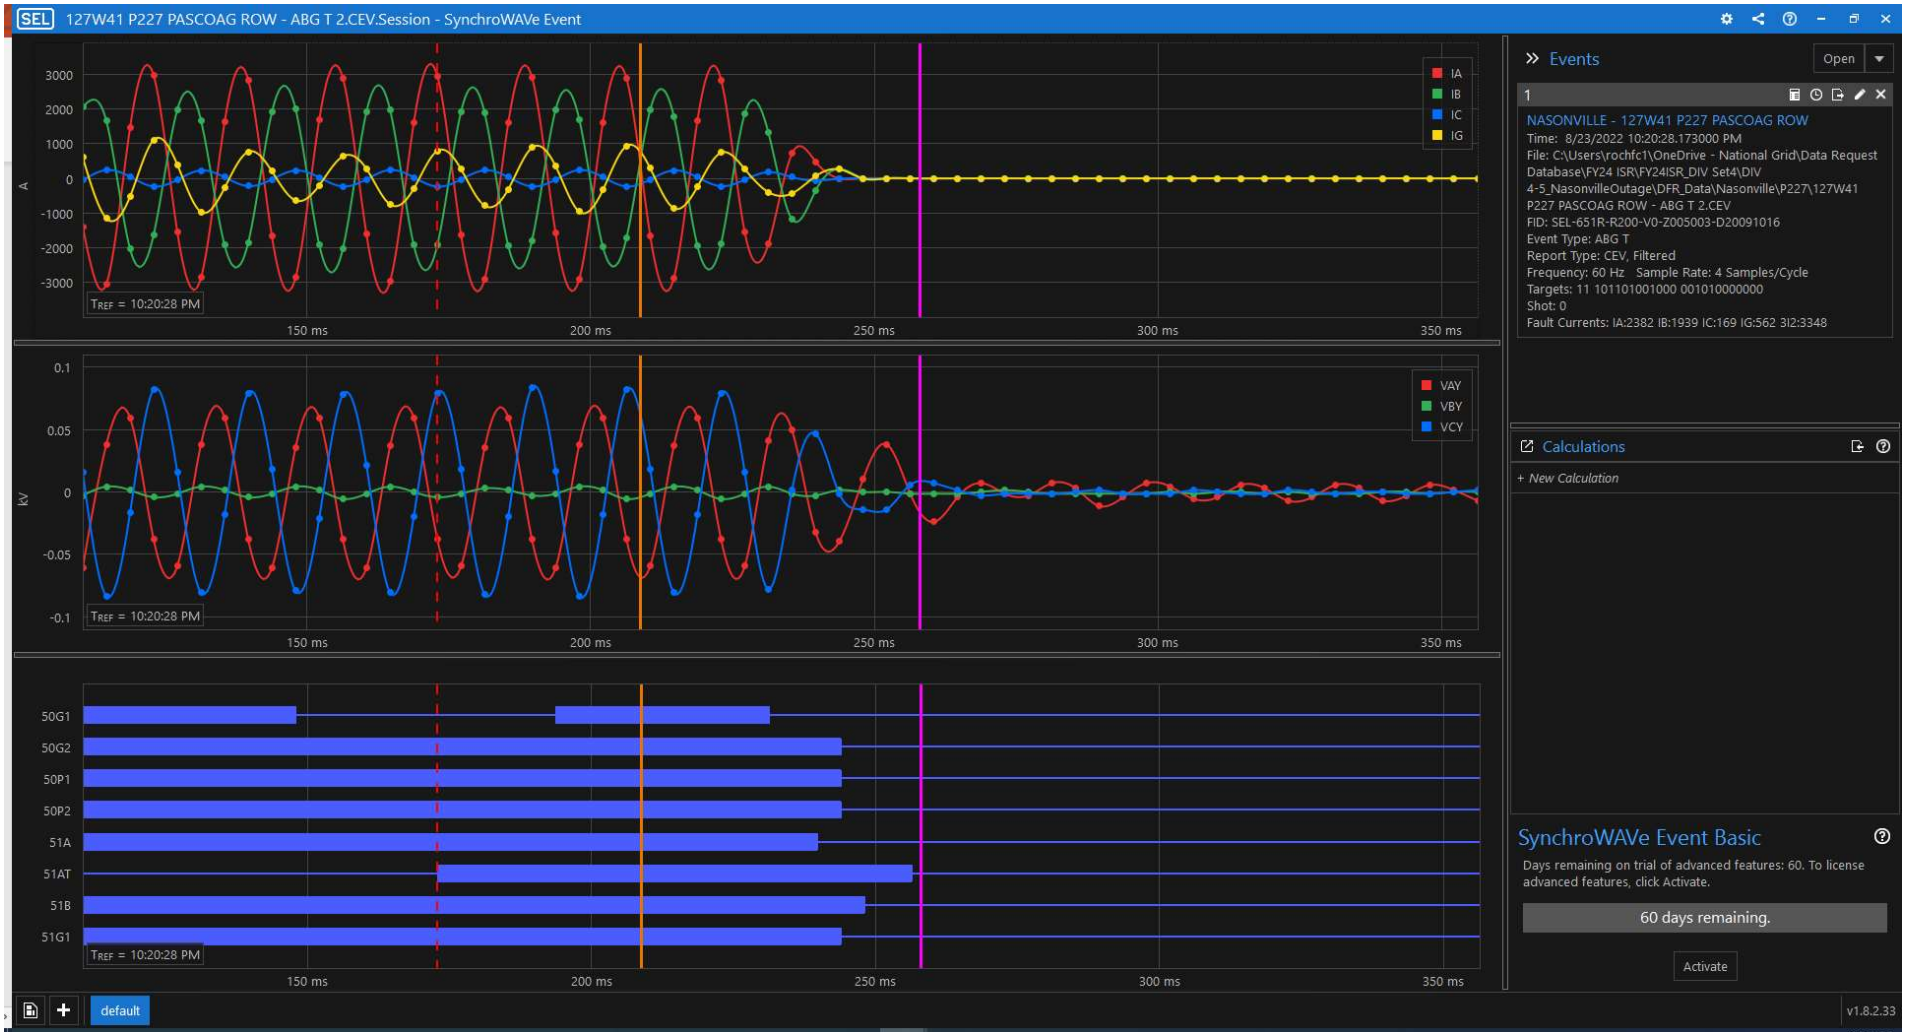 SEL 127W41 P227 PASCOAG ROW - ABG T 2.CEV.Session - SynchroWAVe Event
3000
2000
1000
0
-1000
-2000
-3000
A
IA
IB
IC
IG
TREF = 10:20:28 PM
150 ms 200 ms 250 ms 300 ms 350 ms
0.1
0.05
0
-0.05
-0.1
kV
VAY
VBY
VCY
TREF = 10:20:28 PM
150 ms 200 ms 250 ms 300 ms 350 ms
50G1
50G2
50P1
50P2
51A
51AT
51B
51G1
TREF = 10:20:28 PM
150 ms 200 ms 250 ms 300 ms 350 ms
default
Events Open
1
NASONVILLE - 127W41 P227 PASCOAG ROW
Time: 8/23/2022 10:20:28.173000 PM
File: C:\Users\rochfc1\OneDrive - National Grid\Data Request
Database\FY24 ISR\FY24ISR_DIV Set4\DIV
4-5_NasonvilleOutage\DFR_Data\Nasonville\P227\127W41
P227 PASCOAG ROW - ABG T 2.CEV
FID: SEL-651R-R200-V0-Z005003-D20091016
Event Type: ABG T
Report Type: CEV, Filtered
Frequency: 60 Hz Sample Rate: 4 Samples/Cycle
Targets: 11 101101001000 001010000000
Shot: 0
Fault Currents: IA:2382 IB:1939 IC:169 IG:562 3I2:3348
Calculations
+ New Calculation
SynchroWAVe Event Basic
Days remaining on trial of advanced features: 60. To license
advanced features, click Activate.
60 days remaining.
Activate
v1.8.2.33